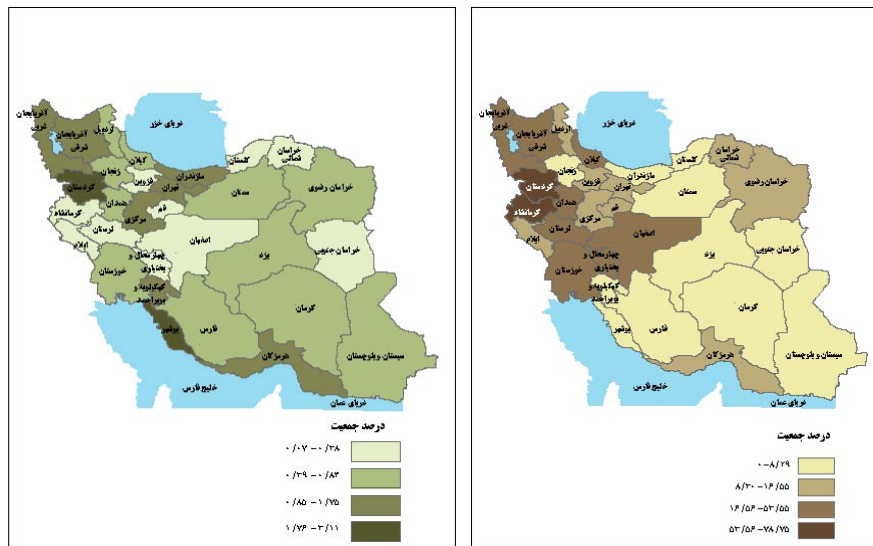 دریای خزر
آذربایجان
غربی
آذربایجان
شرقی
اردبیل
گیلان
زنجان
کردستان
قزوین
مازندران
تهران
گلستان
خراسان
شمالی
سمنان
خراسان رضوی
همدان
کرمانشاه
مرکزی
قم
لرستان
ایلام
اصفهان
خراسان جنوبی
یزد
خوزستان
چهارمحال و
بختیاری
کهکیلویه و
بویراحمد
کرمان
فارس
بوشهر
سیستان و بلوچستان
هرمزگان
خلیج فارس
دریای عمان
درصد جمعیت
۰/۰۷ - ۰/۳۸
۰/۳۹ - ۰/۸۴
۰/۸۵ - ۱/۷۵
۱/۷۶ - ۳/۱۱
دریای خزر
آذربایجان
غربی
آذربایجان
شرقی
اردبیل
گیلان
زنجان
کردستان
قزوین
مازندران
تهران
گلستان
خراسان
شمالی
سمنان
خراسان رضوی
همدان
کرمانشاه
مرکزی
قم
لرستان
ایلام
اصفهان
خراسان جنوبی
یزد
خوزستان
چهارمحال و
بختیاری
کهکیلویه و
بویراحمد
کرمان
فارس
بوشهر
سیستان و بلوچستان
هرمزگان
خلیج فارس
دریای عمان
درصد جمعیت
۰ - ۸/۲۹
۸/۳۰ - ۱۶/۵۵
۱۶/۵۶ - ۵۳/۵۵
۵۳/۵۶ - ۷۸/۷۵